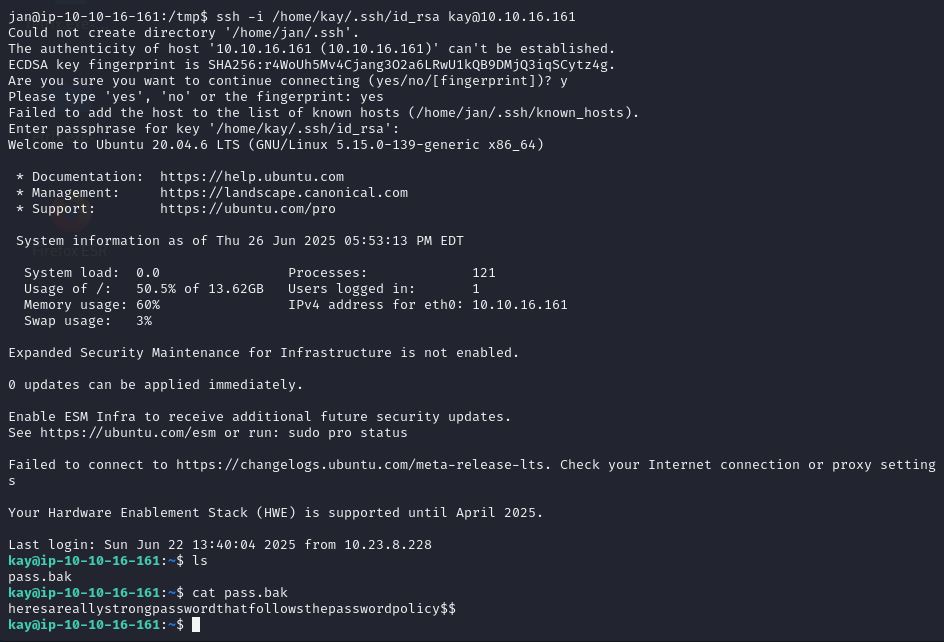 jan@ip-10-10-16-161:/tmp$ ssh -i /home/kay/.ssh/id_rsa kay@10.10.16.161
Could not create directory '/home/jan/.ssh'.
The authenticity of host '10.10.16.161 (10.10.16.161)' can't be established.
ECDSA key fingerprint is SHA256:r4WoUh5Mv4Cjang3O2a6LRwU1kQB9DMjQ3iqSCytz4g.
Are you sure you want to continue connecting (yes/no/[fingerprint])? y
Please type 'yes', 'no' or the fingerprint: yes
Failed to add the host to the list of known hosts (/home/jan/.ssh/known_hosts).
Enter passphrase for key '/home/kay/.ssh/id_rsa':
Welcome to Ubuntu 20.04.6 LTS (GNU/Linux 5.15.0-139-generic x86_64)
* Documentation:  https://help.ubuntu.com
* Management:     https://landscape.canonical.com
* Support:        https://ubuntu.com/pro
System information as of Thu 26 Jun 2025 05:53:13 PM EDT
System load:  0.0                Processes:             121
Usage of /:   50.5% of 13.62GB   Users logged in:       1
Memory usage: 60%                IPv4 address for eth0: 10.10.16.161
Swap usage:   3%
Expanded Security Maintenance for Infrastructure is not enabled.
0 updates can be applied immediately.
Enable ESM Infra to receive additional future security updates.
See https://ubuntu.com/esm or run: sudo pro status
Failed to connect to https://changelogs.ubuntu.com/meta-release-lts. Check your Internet connection or proxy setting
s
Your Hardware Enablement Stack (HWE) is supported until April 2025.
Last login: Sun Jun 22 13:40:04 2025 from 10.23.8.228
kay@ip-10-10-16-161:~$ ls
pass.bak
kay@ip-10-10-16-161:~$ cat pass.bak
heresareallystrongpasswordthatfollowsthepasswordpolicy$$
kay@ip-10-10-16-161:~$